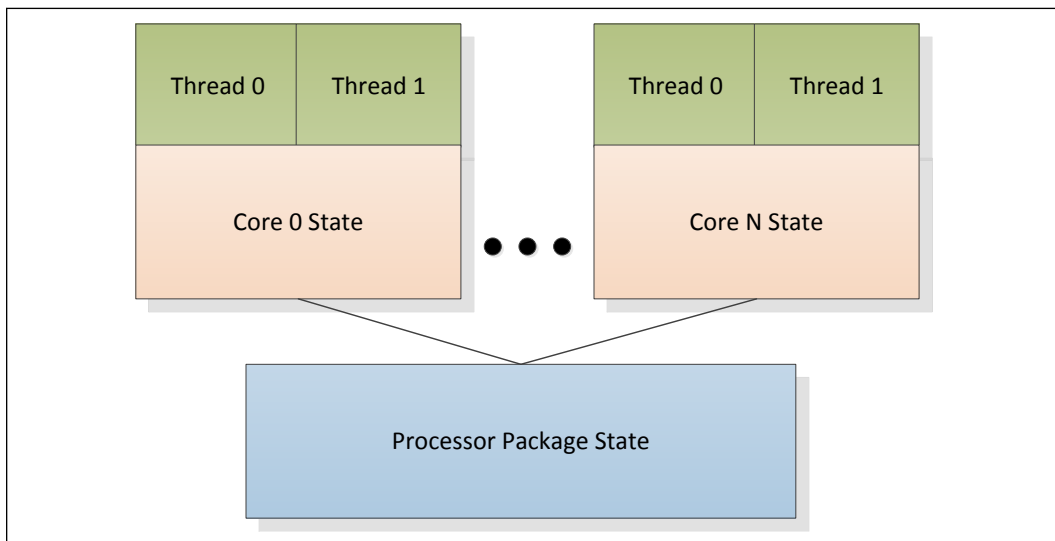 Thread 0
Thread 1
Thread 0
Thread 1
Core 0 State
Core N State
Processor Package State